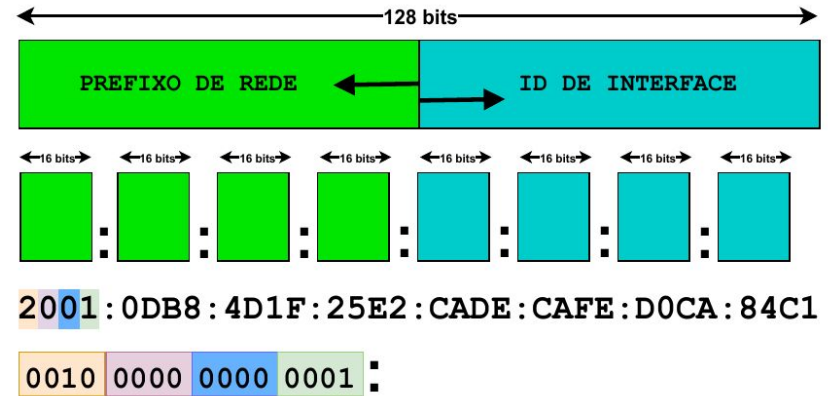 128 bits
PREFIXO DE REDE ID DE INTERFACE
16 bits 16 bits 16 bits 16 bits 16 bits 16 bits 16 bits 16 bits
: : : : : : :
2001:0DB8:4D1F:25E2:CADE:CAFE:D0CA:84C1
0010 0000 0000 0001 :